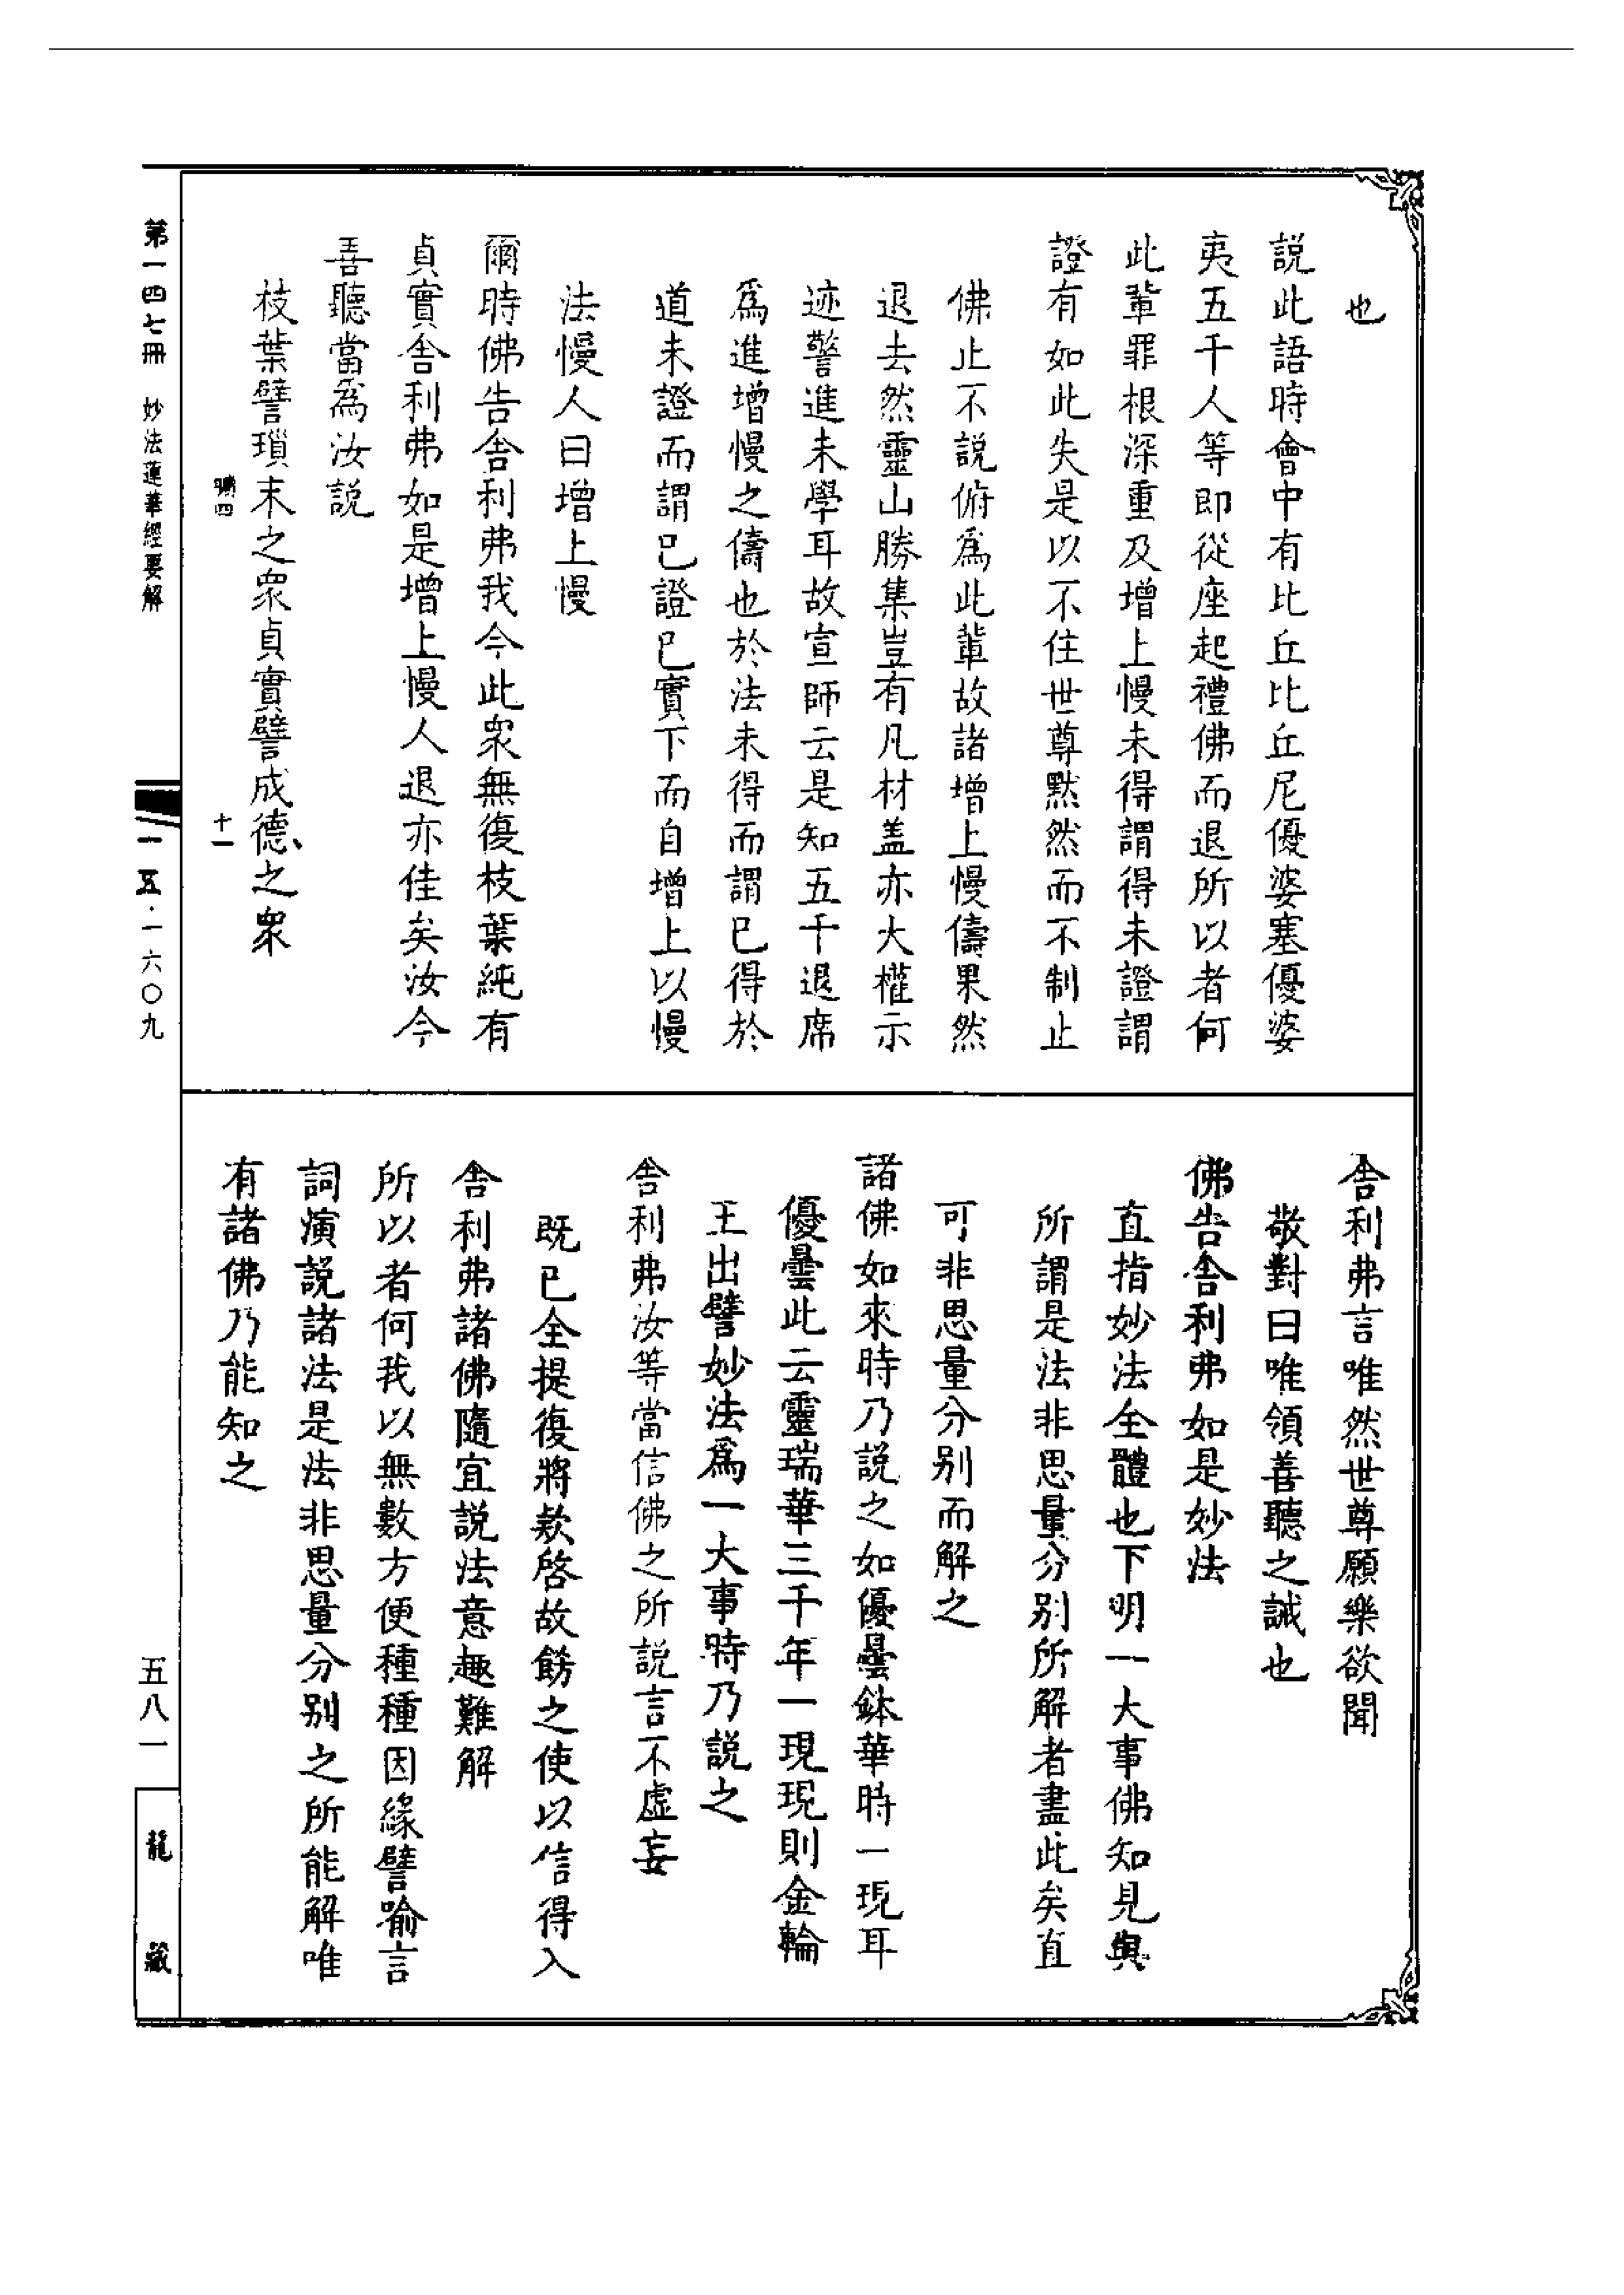 也
說此語時會中有比丘比丘尼優婆塞優婆
夷五千人等即從座起禮佛而退所以者何
此輩罪根深重及增上慢未得謂得未證謂
證有如此失是以不住世尊默然而不制止
佛止不說俯爲此輩故諸增上慢儔果然
退去然靈山勝集豈有凡材盖亦大權示
迹警進未學耳故宣師云是知五千退席
爲進增慢之儔也於法未得而謂已得於
道未證而謂已證已實下而自增上以慢
法慢人曰增上慢
爾時佛告舍利弗我今此衆無復枝葉純有
貞實舍利弗如是增上慢人退亦佳矣汝今
善聽當爲汝說
枝葉譬瑣末之衆貞實譬成德之衆
十一
舍利弗言唯然世尊願樂欲聞
敬對曰唯領善聽之誡也
佛告舍利弗如是妙法
直指妙法全體也下明一大事佛知見與
所謂是法非思量分别所解者盡此矣直
可非思量分别而解之
諸佛如來時乃說之如優曇鉢華時一現耳
優曇此云靈瑞華三千年一現現則金輪
王出譬妙法爲一大事時乃說之
舍利弗汝等當信佛之所說言不虛妄
既已全提復將欵啓故餝之使以信得入
舍利弗諸佛隨宜說法意趣難解
所以者何我以無數方便種種因緣譬喻言
詞演說諸法是法非思量分别之所能解唯
有諸佛乃能知之
第一四七冊 妙法蓮華經要解
一五·一六〇九
五八一
龍藏